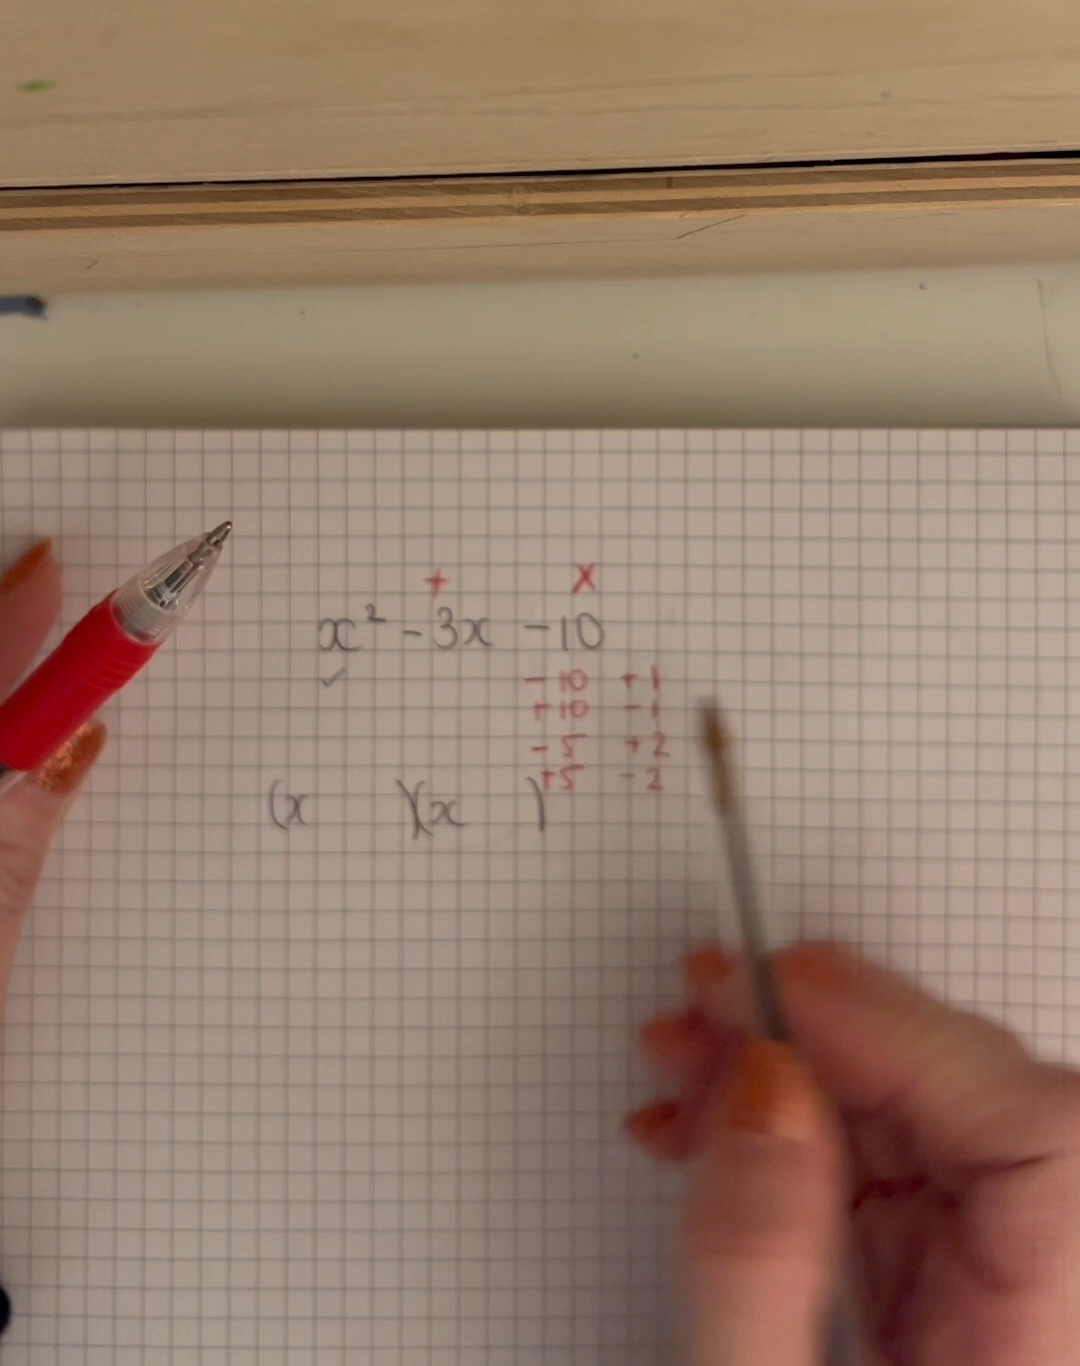 + x
x² - 3x - 10
✓
- 10 + 1
+ 10 - 1
- 5 + 2
+5 - 2
(x )(x )